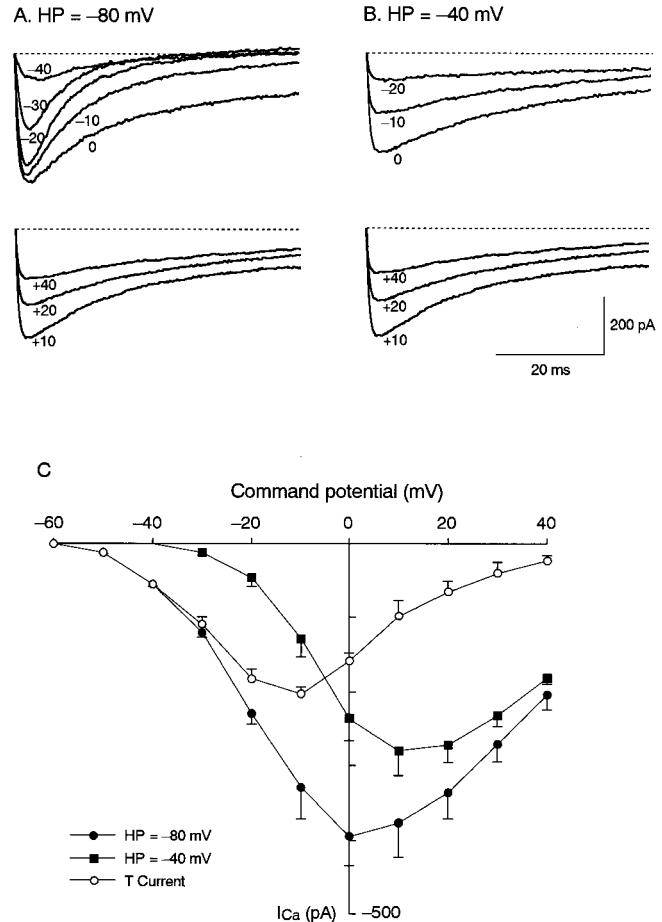 A. HP = –80 mV
–40
–30
–20
–10
0
+40
+20
+10
B. HP = –40 mV
–20
–10
0
+40
+20
+10
200 pA
20 ms
C
Command potential (mV)
–60 –40 –20 0 20 40
HP = –80 mV
HP = –40 mV
T Current
ICa (pA) –500